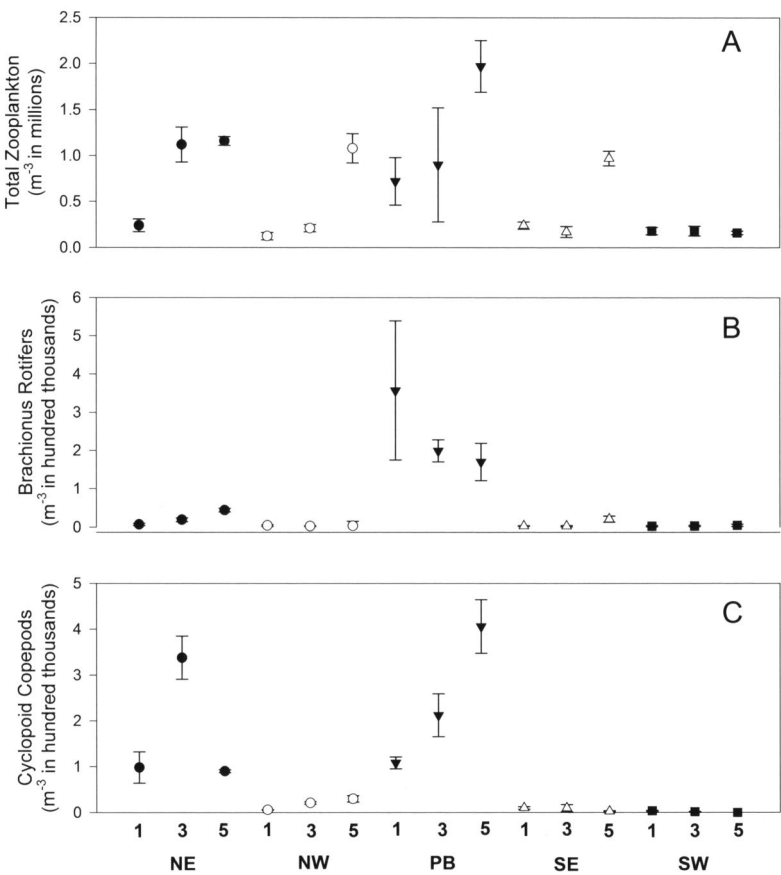 A
Total Zooplankton
(m-3 in millions)
2.5
2.0
1.5
1.0
0.5
0.0
B
Brachionus Rotifers
(m-3 in hundred thousands)
6
5
4
3
2
1
0
C
Cyclopoid Copepods
(m-3 in hundred thousands)
5
4
3
2
1
0
1 3 5 1 3 5 1 3 5 1 3 5 1 3 5
NE NW PB SE SW